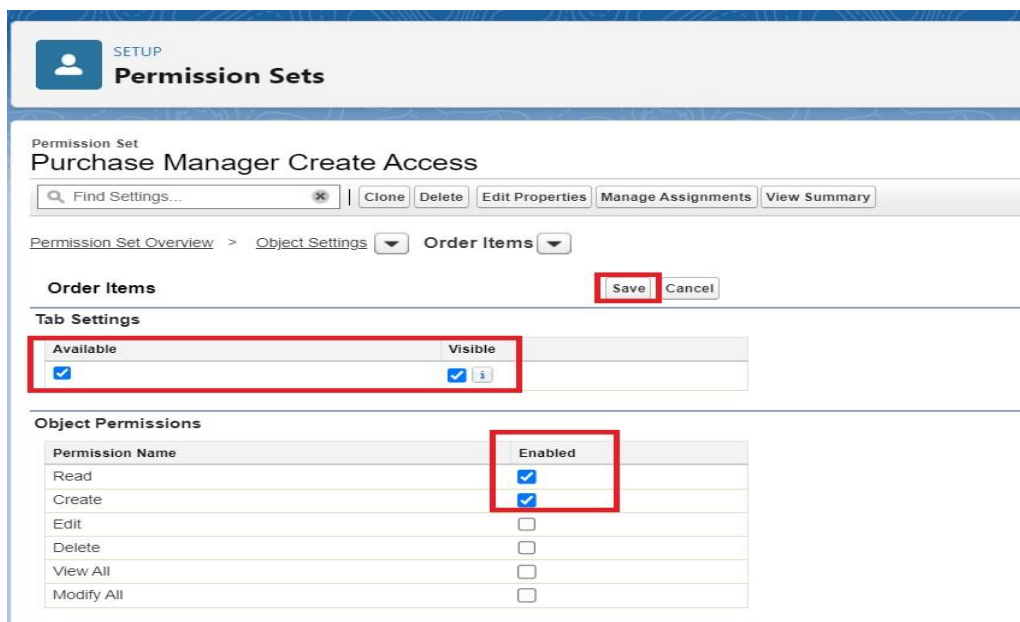 SETUP
Permission Sets
Permission Set
Purchase Manager Create Access
Find Settings... Clone Delete Edit Properties Manage Assignments View Summary
Permission Set Overview > Object Settings Order Items
Order Items Save Cancel
Tab Settings
Available Visible
i
Object Permissions
Permission Name Enabled
Read
Create
Edit
Delete
View All
Modify All